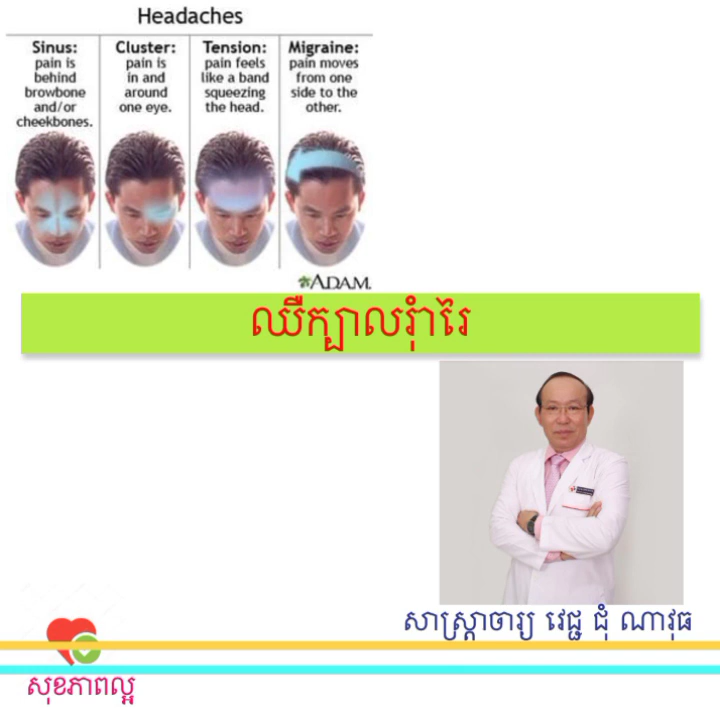 Headaches
Sinus:
pain is
behind
browbone
and/or
cheekbones.
Cluster:
pain is
in and
around
one eye.
Tension:
pain feels
like a band
squeezing
the head.
Migraine:
pain moves
from one
side to the
other.
ADAM.
ឈឺក្បាលរ៉ុំារ៉ៃ
សាស្ត្រាចារ្យ វេជ្ជ ជុំ ណាវុធ
សុខភាពល្អ